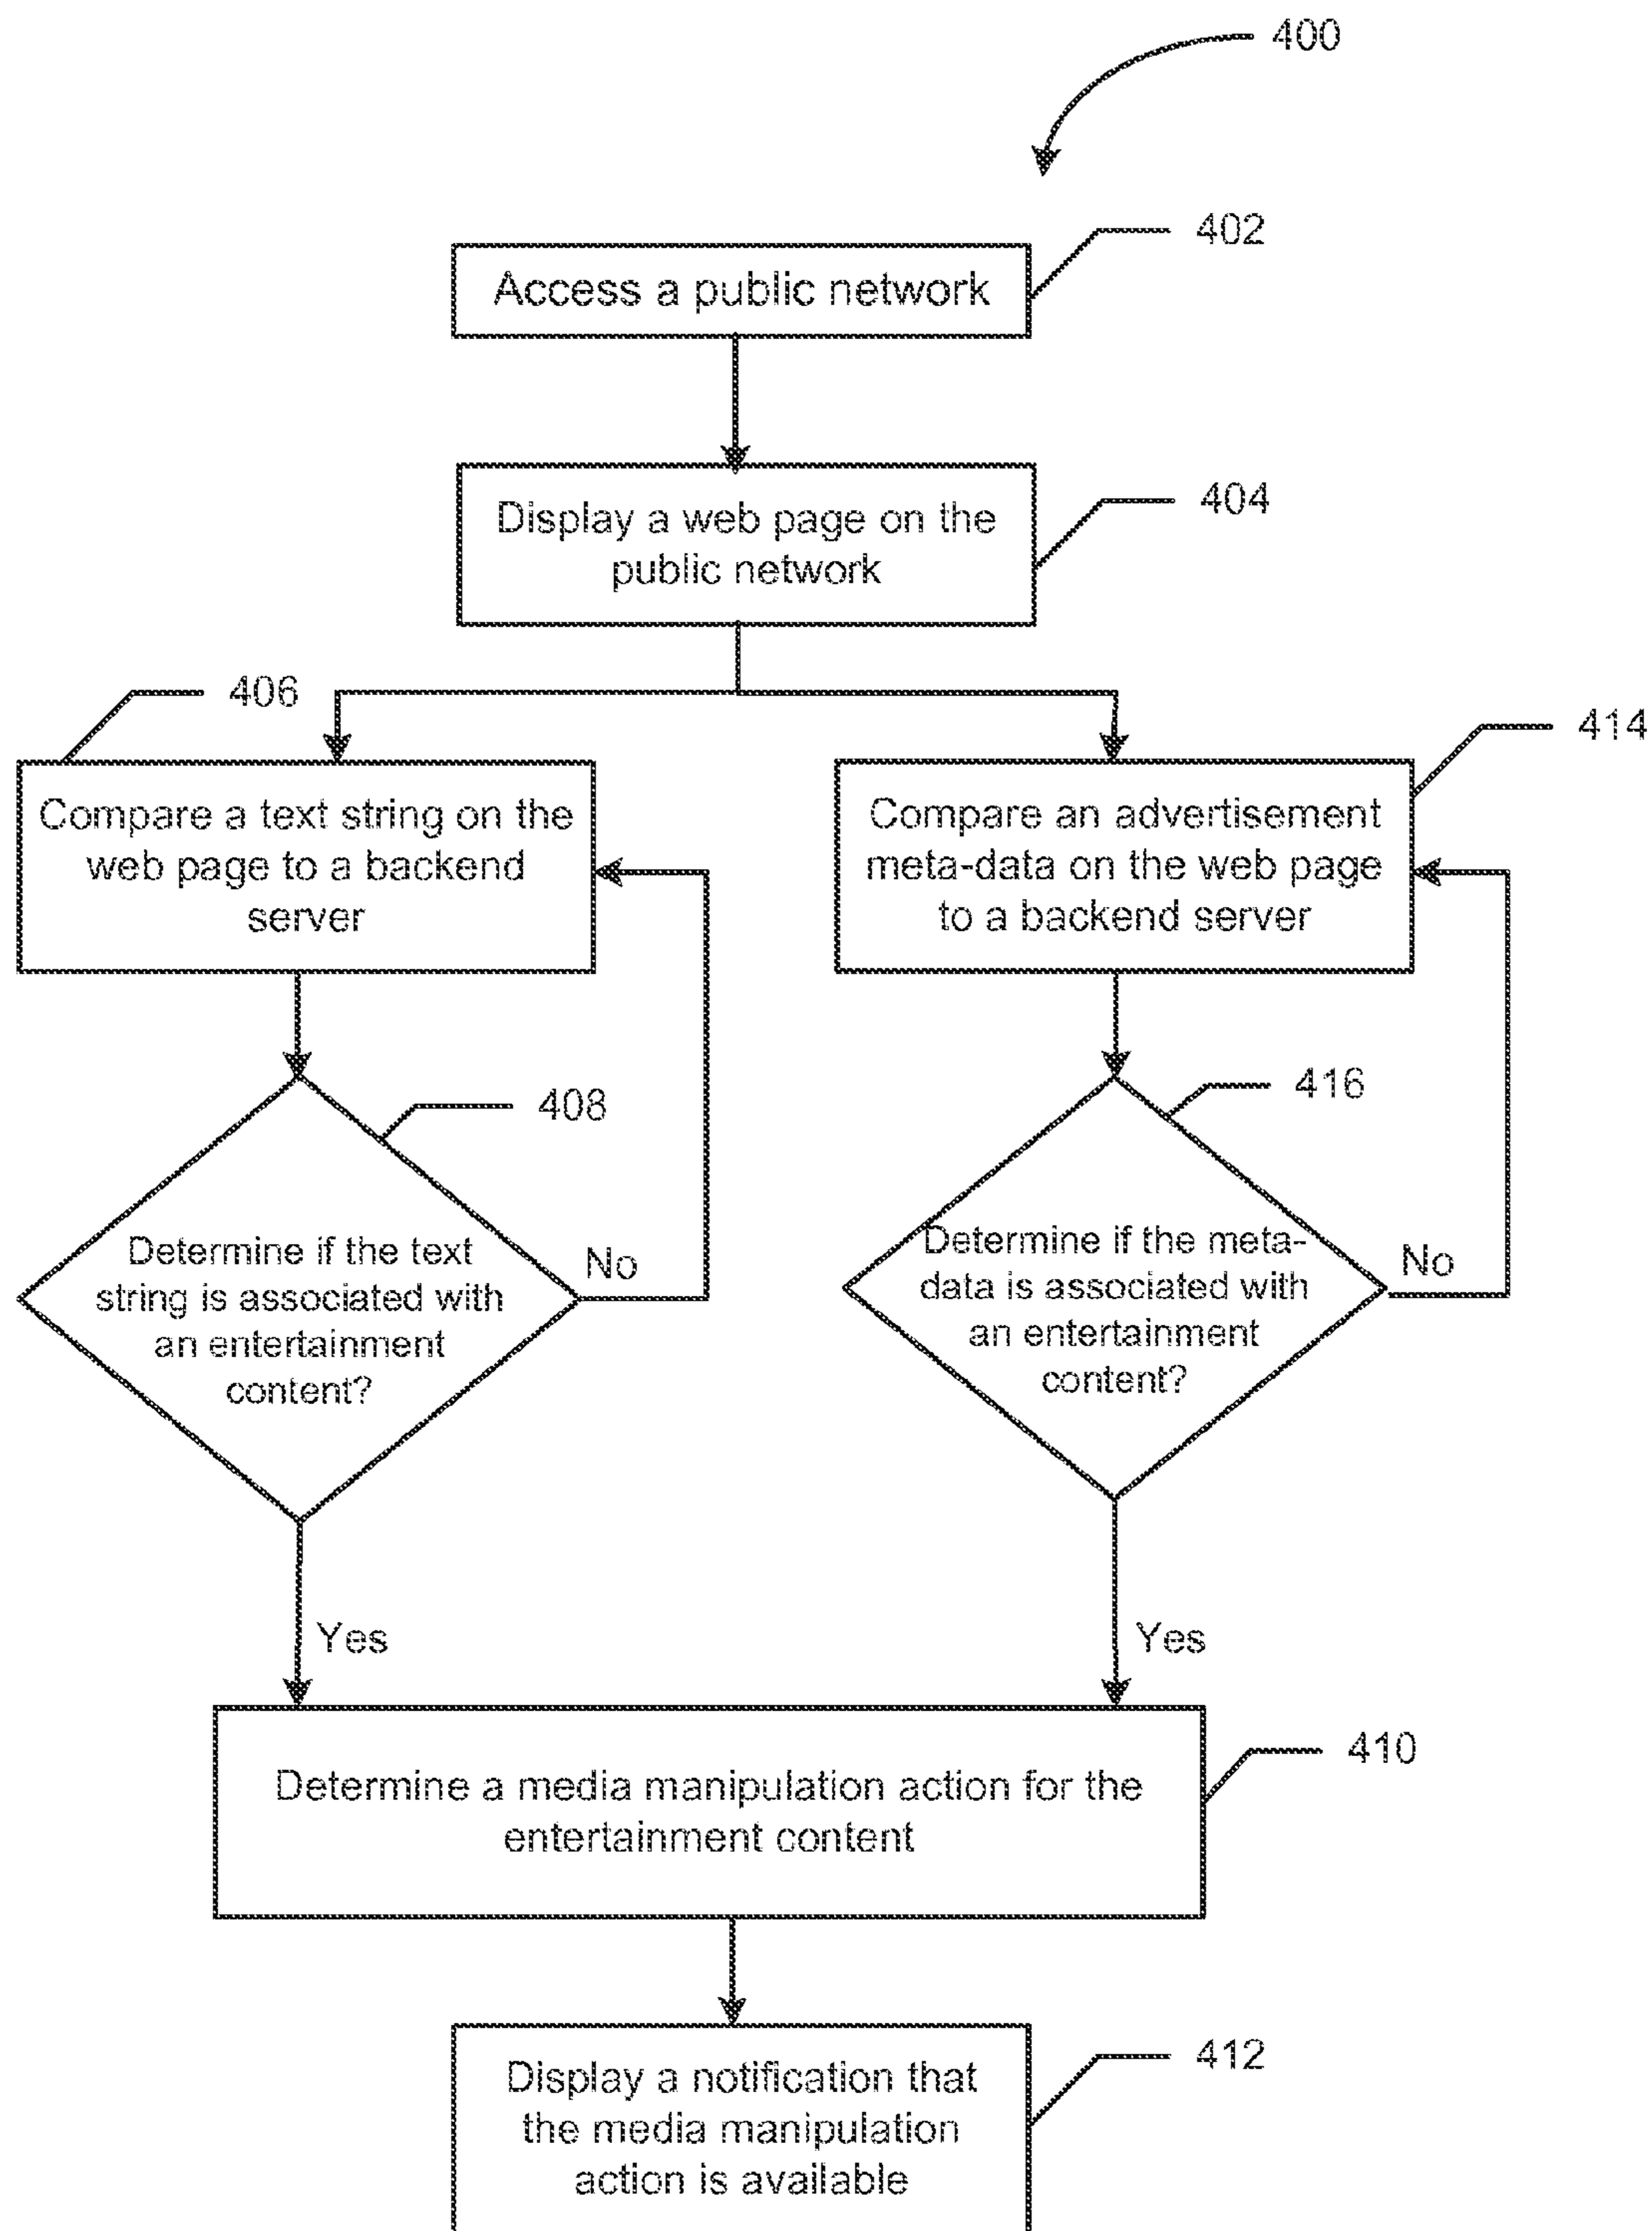 400
402
Access a public network
404
Display a web page on the
public network
406
414
Compare a text string on the
web page to a backend
server
Compare an advertisement
meta-data on the web page
to a backend server
408
416
Determine if the text
string is associated with
an entertainment
content?
No
Determine if the meta-
data is associated with
an entertainment
content?
No
Yes
Yes
410
Determine a media manipulation action for the
entertainment content
412
Display a notification that
the media manipulation
action is available